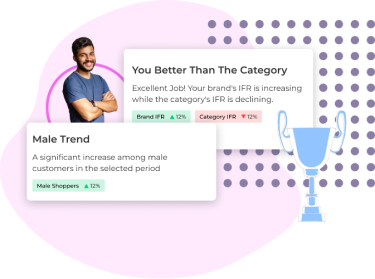 You Better Than The Category
Excellent Job! Your brand's IFR is increasing
while the category's IFR is declining.
Brand IFR ▲ 12% Category IFR ▼ 12%
Male Trend
A significant increase among male
customers in the selected period
Male Shoppers ▲ 12%